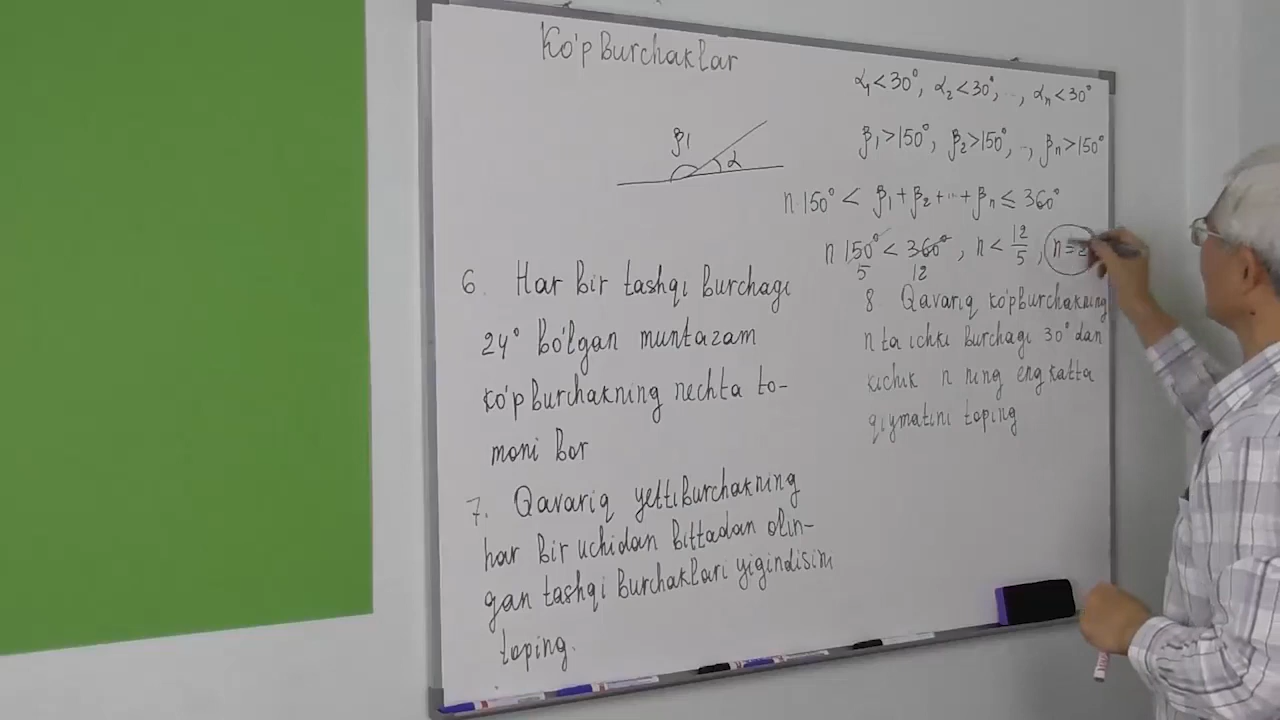 Ko'pburchaklar
α₁<30°, α₂<30°, .., αₙ<30°
β₁>150°, β₂>150°, .., βₙ>150°
β₁
α
n·150° < β₁+β₂+···+βₙ ≤ 360°
n 150° < 360°, n < 12/5, n=2
5 12
6. Har bir tashqi burchagi
24° bo'lgan muntazam
ko'pburchakning nechta to-
moni bor
7. Qavariq yettiburchakning
har bir uchidan bittadan olin-
gan tashqi burchaklari yigindisini
toping.
8 Qavariq ko'pburchakning
n ta ichki burchagi 30° dan
kichik n ning eng katta
qiymatini toping